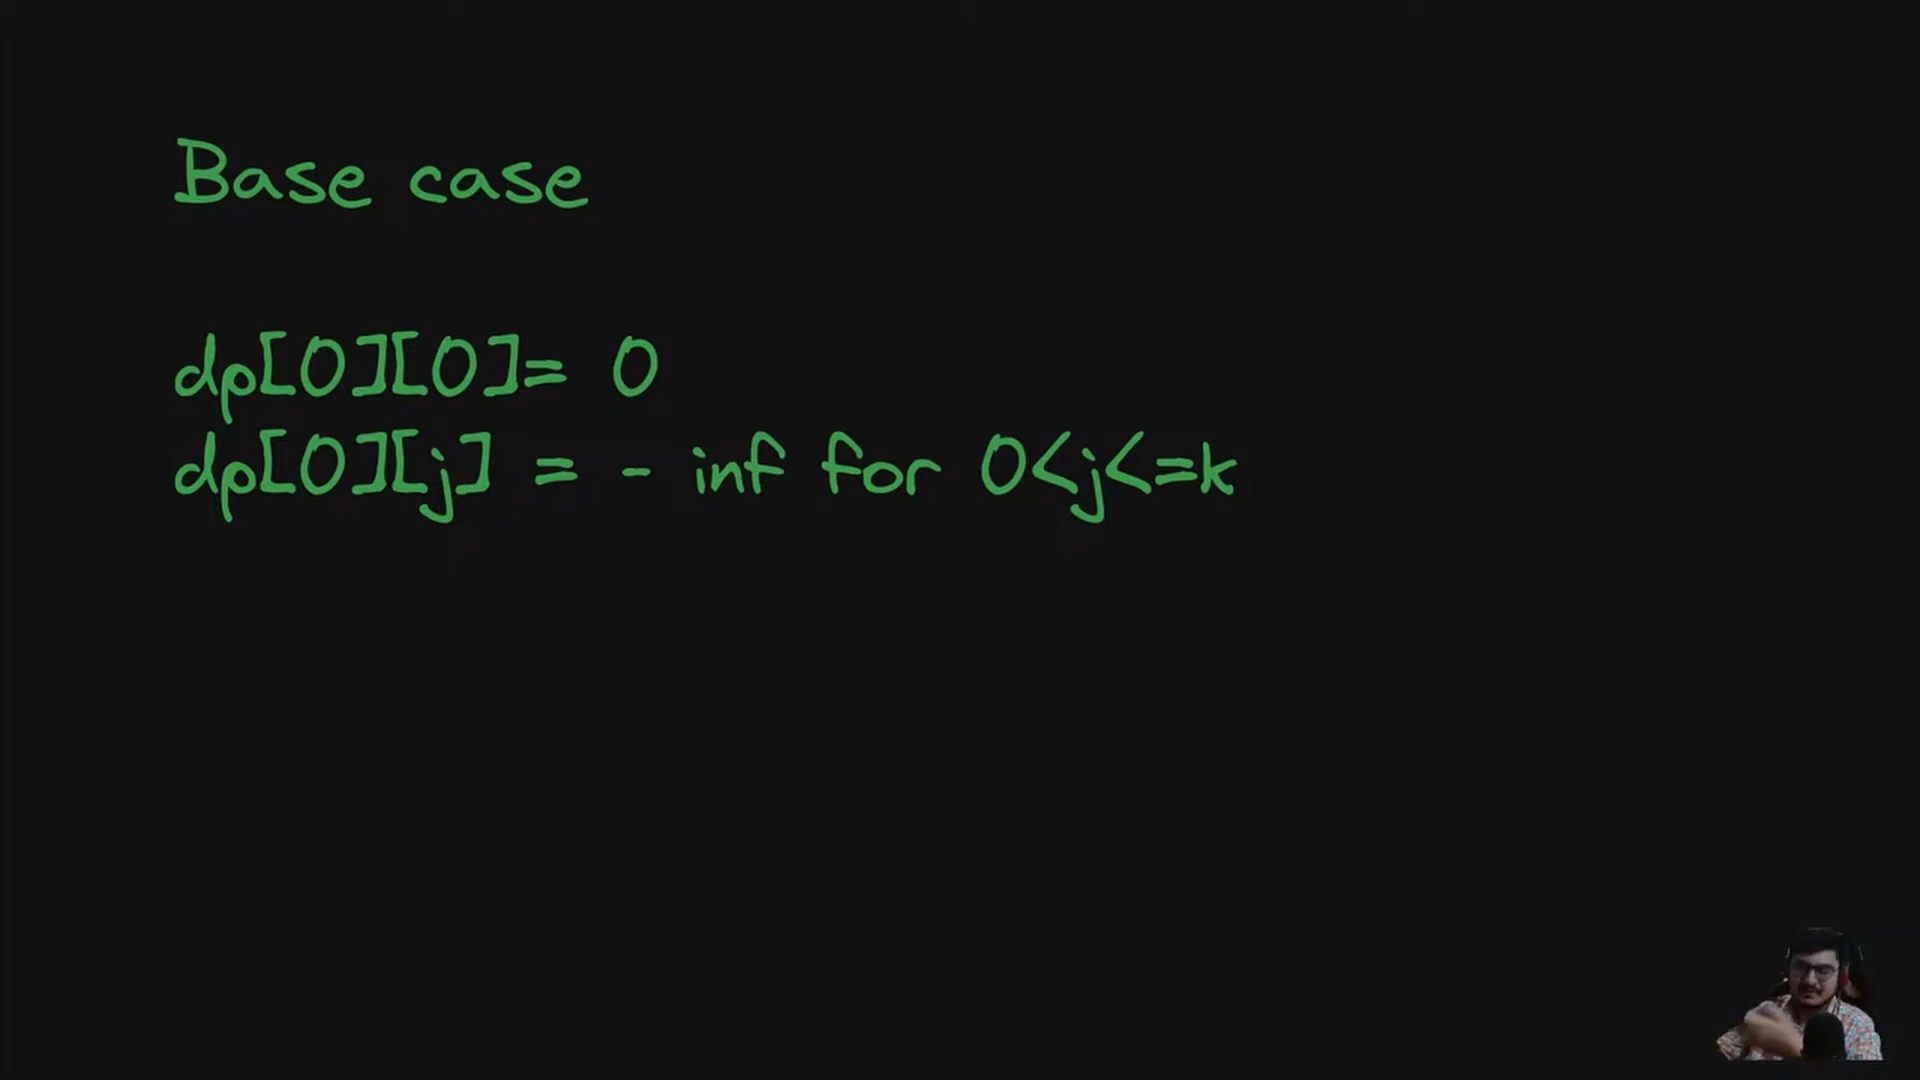 Base case
dp[0][0]= 0
dp[0][j] = - inf for 0<j<=k